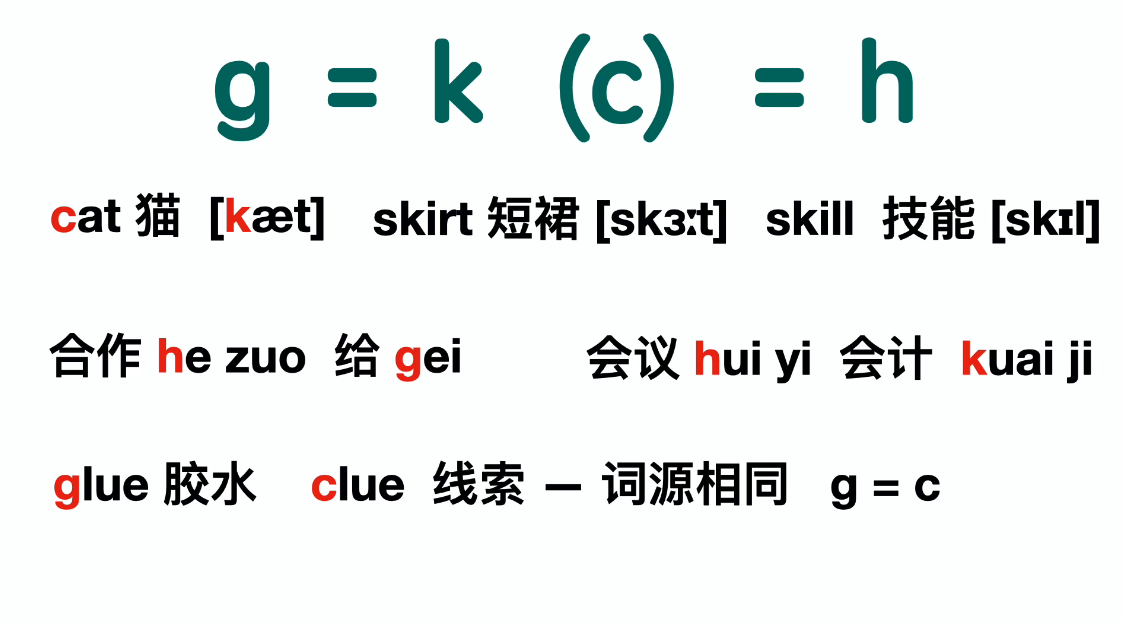 g = k (c) = h
cat 猫 [kæt] skirt 短裙 [skɜːt] skill 技能 [skɪl]
合作 he zuo 给 gei 会议 hui yi 会计 kuai ji
glue 胶水 clue 线索 — 词源相同 g = c